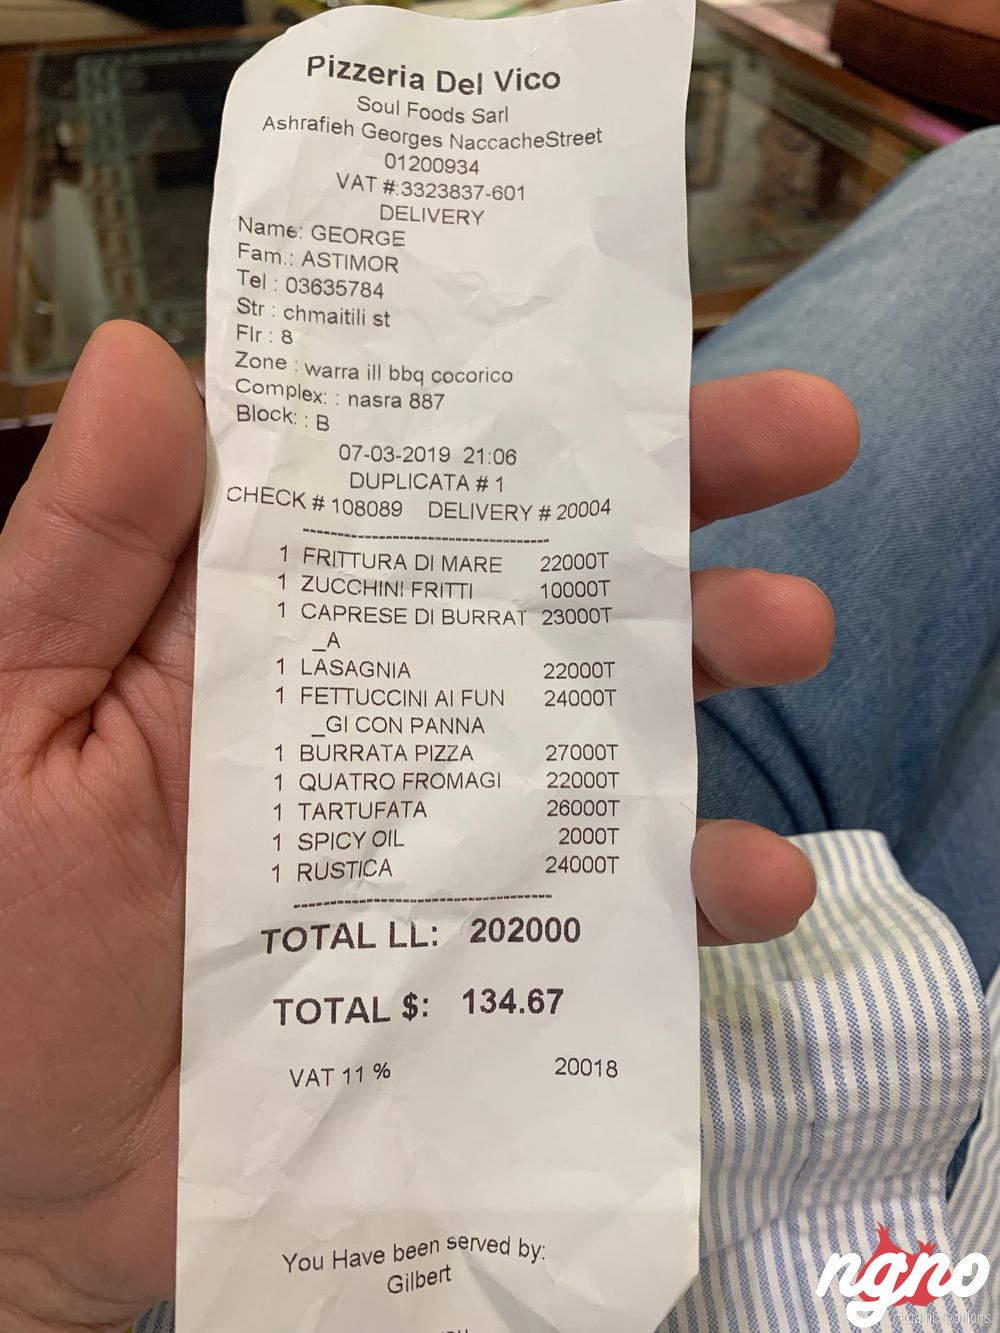 Pizzeria Del Vico
Soul Foods Sarl
Ashrafieh Georges NaccacheStreet
01200934
VAT #:3323837-601
DELIVERY
Name: GEORGE
Fam.: ASTIMOR
Tel : 03635784
Str : chmaitili st
Flr : 8
Zone : warra ill bbq cocorico
Complex: : nasra 887
Block: : B
07-03-2019 21:06
DUPLICATA # 1
CHECK # 108089 DELIVERY # 20004
1 FRITTURA DI MARE 22000T
1 ZUCCHINI FRITTI 10000T
1 CAPRESE DI BURRAT 23000T
_A
1 LASAGNIA 22000T
1 FETTUCCINI AI FUN 24000T
_GI CON PANNA
1 BURRATA PIZZA 27000T
1 QUATRO FROMAGI 22000T
1 TARTUFATA 26000T
1 SPICY OIL 2000T
1 RUSTICA 24000T
TOTAL LL: 202000
TOTAL $: 134.67
VAT 11 % 20018
You Have been served by:
Gilbert
ngno